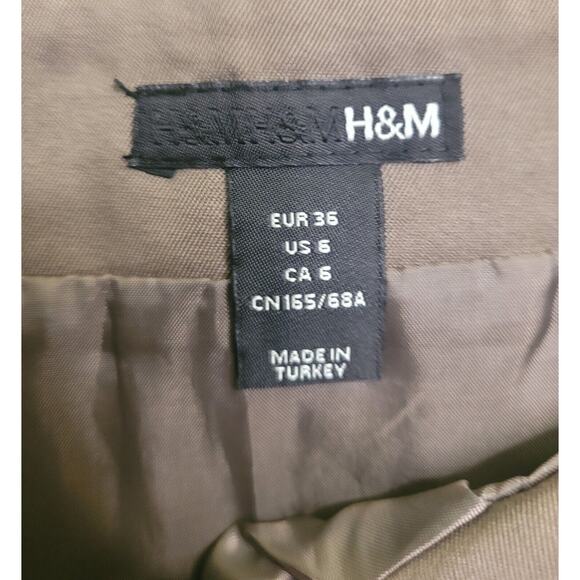 H&M H&M H&M
EUR 36
US 6
CA 6
CN165/68A
MADE IN
TURKEY